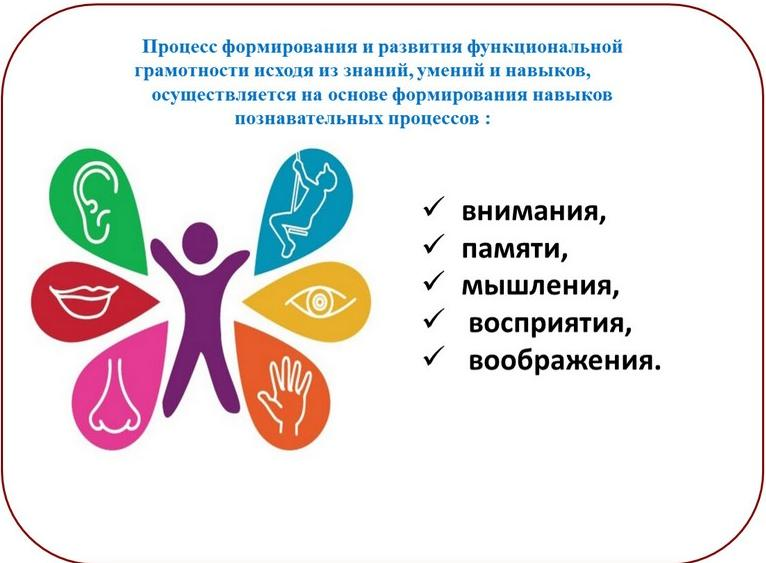 Процесс формирования и развития функциональной
грамотности исходя из знаний, умений и навыков,
осуществляется на основе формирования навыков
познавательных процессов :
✓ внимания,
✓ памяти,
✓ мышления,
✓ восприятия,
✓ воображения.